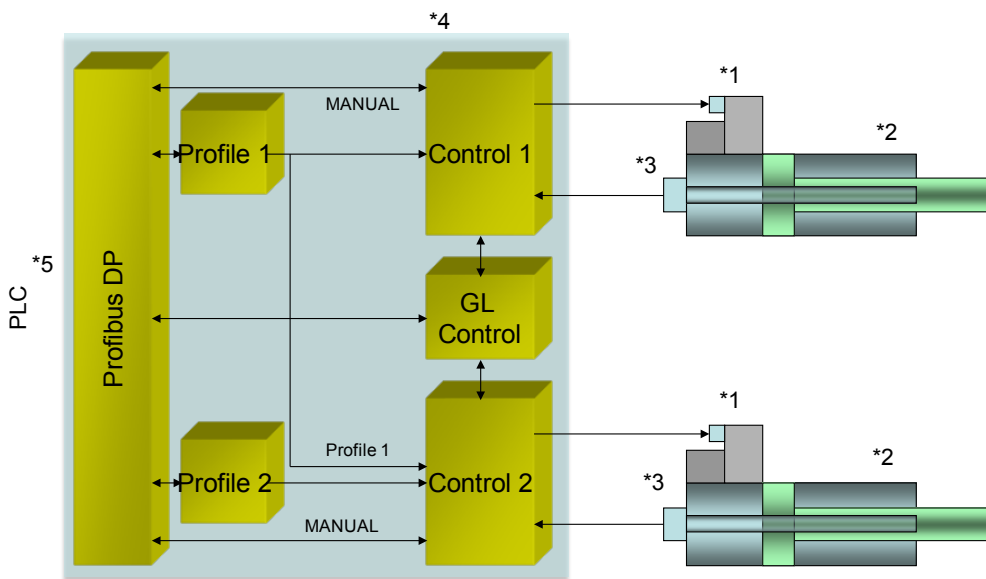 *4
*1
MANUAL
*2
Profile 1
Control 1
*3
*5
PLC
Profibus DP
GL
Control
*1
Profile 1
*2
Profile 2
Control 2
*3
MANUAL